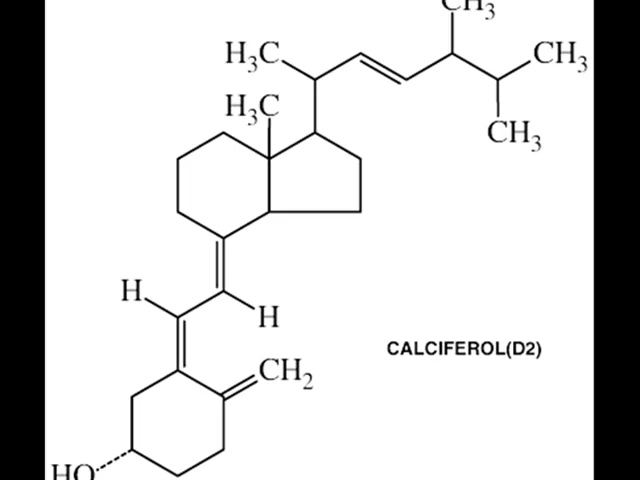 CH₃
H₃C
CH₃
H₃C
CH₃
H
H
CALCIFEROL(D2)
CH₂
HO